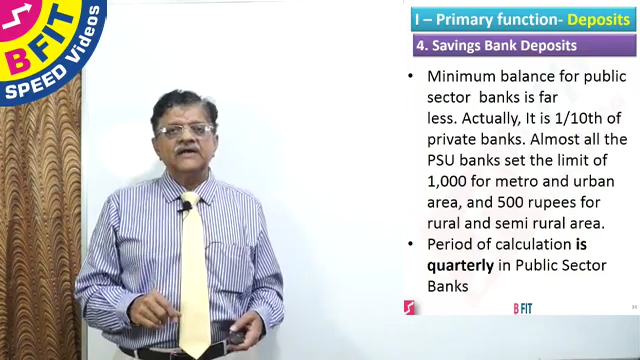 BFIT
SPEED Videos
I – Primary function- Deposits
4. Savings Bank Deposits
• Minimum balance for public
sector banks is far
less. Actually, It is 1/10th of
private banks. Almost all the
PSU banks set the limit of
1,000 for metro and urban
area, and 500 rupees for
rural and semi rural area.
• Period of calculation is
quarterly in Public Sector
Banks
BFIT
34